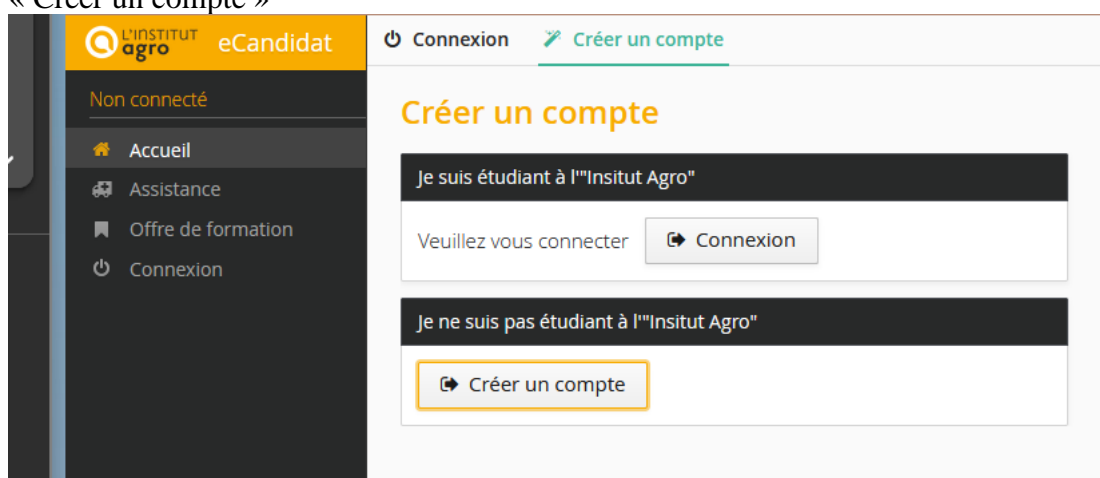 « Créer un compte »
L'INSTITUT agro eCandidat
Connexion Créer un compte
Non connecté
Accueil
Assistance
Offre de formation
Connexion
Créer un compte
Je suis étudiant à l'"Insitut Agro"
Veuillez vous connecter Connexion
Je ne suis pas étudiant à l'"Insitut Agro"
Créer un compte